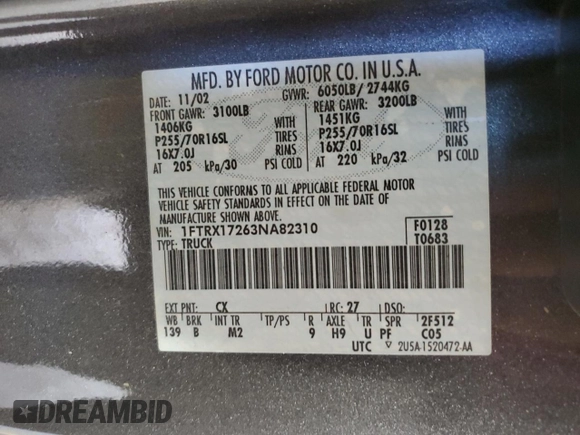 MFD. BY FORD MOTOR CO. IN U.S.A.
DATE: 11/02 GVWR: 6050LB/ 2744KG
FRONT GAWR: 3100LB REAR GAWR: 3200LB
1406KG WITH 1451KG WITH
P255/70R16SL TIRES P255/70R16SL TIRES
16X7.0J RIMS 16X7.0J RIMS
AT 205 kPa/30 PSI COLD AT 220 kPa/32 PSI COLD
THIS VEHICLE CONFORMS TO ALL APPLICABLE FEDERAL MOTOR
VEHICLE SAFETY STANDARDS IN EFFECT ON THE DATE OF
MANUFACTURE SHOWN ABOVE.
VIN: 1FTRX17263NA82310 F0128
TYPE: TRUCK T0683
EXT PNT: CX RC: 27 DSO:
WB BRK INT TR TP/PS R AXLE TR SPR 2F512
139 B M2 9 H9 U PF C05
UTC ▽ 2U5A-1520472-AA
DREAMBID